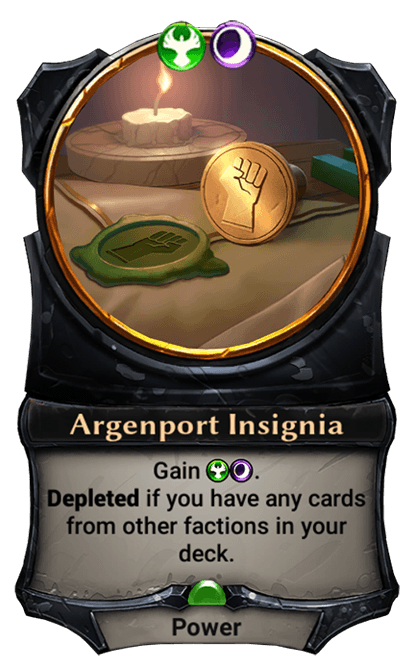 Argenport Insignia
Gain .
Depleted if you have any cards
from other factions in your
deck.
Power